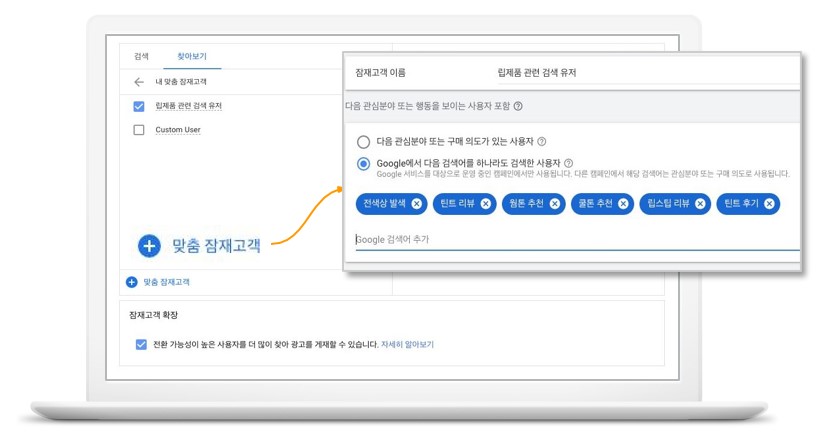 검색 찾아보기
내 맞춤 잠재고객
립제품 관련 검색 유저
Custom User
맞춤 잠재고객
맞춤 잠재고객
잠재고객 확장
전환 가능성이 높은 사용자를 더 많이 찾아 광고를 게재할 수 있습니다. 자세히 알아보기
잠재고객 이름 립제품 관련 검색 유저
다음 관심분야 또는 행동을 보이는 사용자 포함
다음 관심분야 또는 구매 의도가 있는 사용자
Google에서 다음 검색어를 하나라도 검색한 사용자
Google 서비스를 대상으로 운영 중인 캠페인에서만 사용됩니다. 다른 캠페인에서 해당 검색어는 관심분야 또는 구매 의도로 사용됩니다.
전색상 발색 틴트 리뷰 웜톤 추천 쿨톤 추천 립스팁 리뷰 틴트 후기
Google 검색어 추가